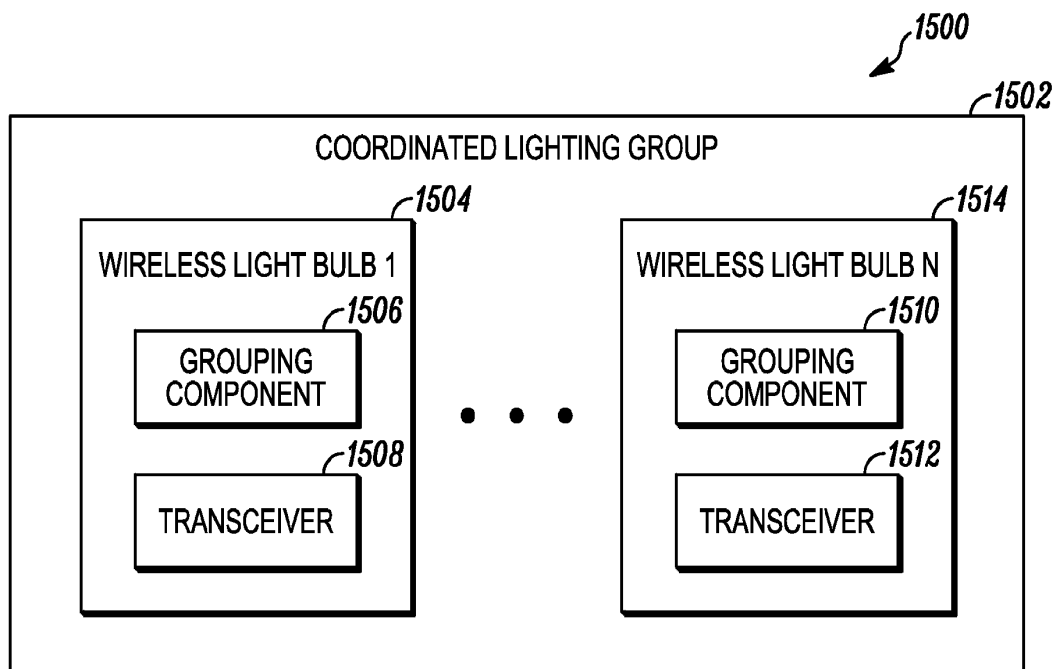 1500
1502
COORDINATED LIGHTING GROUP
1504
1514
WIRELESS LIGHT BULB 1
WIRELESS LIGHT BULB N
1506
1510
GROUPING
COMPONENT
GROUPING
COMPONENT
1508
1512
TRANSCEIVER
TRANSCEIVER